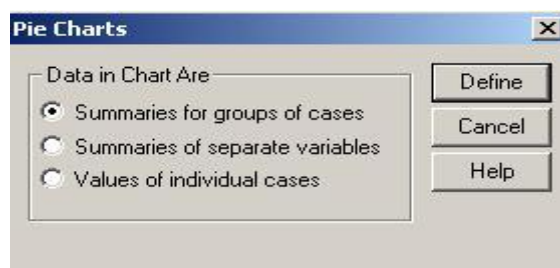 Pie Charts
Data in Chart Are
Summaries for groups of cases
Summaries of separate variables
Values of individual cases
Define
Cancel
Help